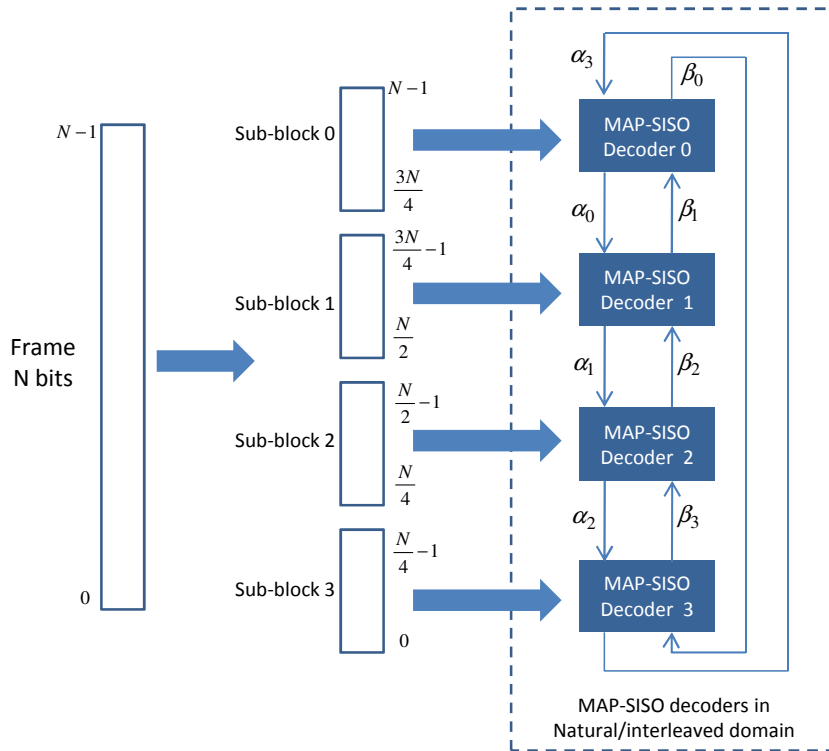 Frame
N bits
N−1
0
Sub-block 0
N−1
3N/4
Sub-block 1
3N/4 −1
N/2
Sub-block 2
N/2 −1
N/4
Sub-block 3
N/4 −1
0
α3
β0
MAP-SISO
Decoder 0
α0
β1
MAP-SISO
Decoder 1
α1
β2
MAP-SISO
Decoder 2
α2
β3
MAP-SISO
Decoder 3
MAP-SISO decoders in
Natural/interleaved domain